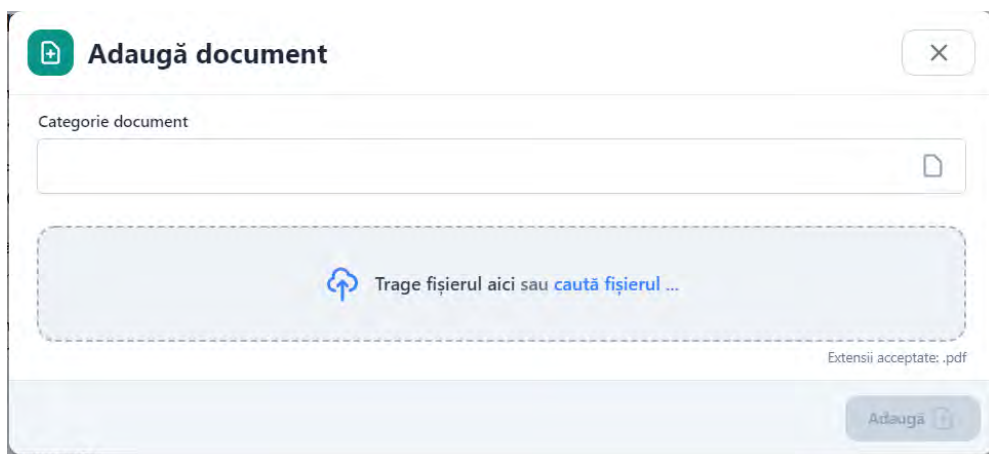 Adaugă document
Categorie document
Trage fișierul aici sau caută fișierul ...
Extensii acceptate: .pdf
Adaugă